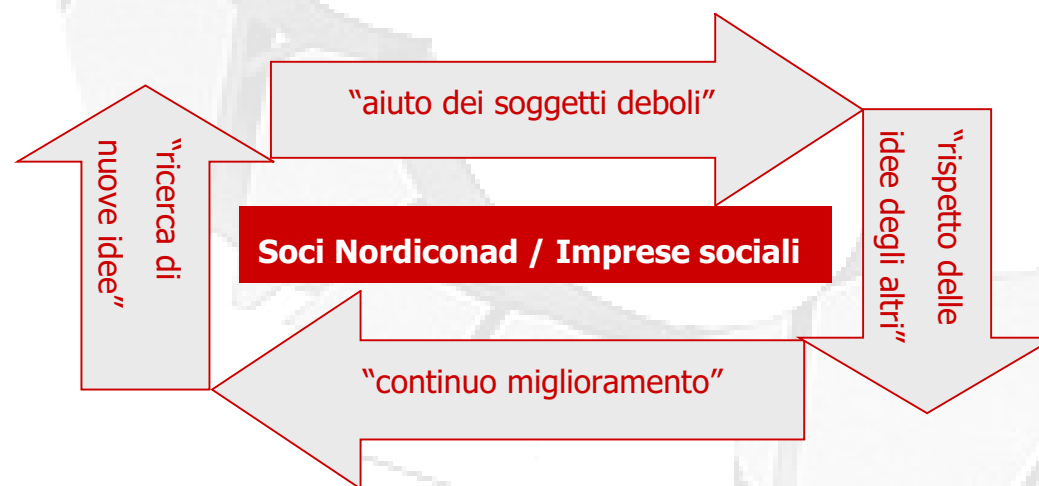 “aiuto dei soggetti deboli”
“rispetto delle
idee degli altri”
“ricerca di
nuove idee”
Soci Nordiconad / Imprese sociali
“continuo miglioramento”